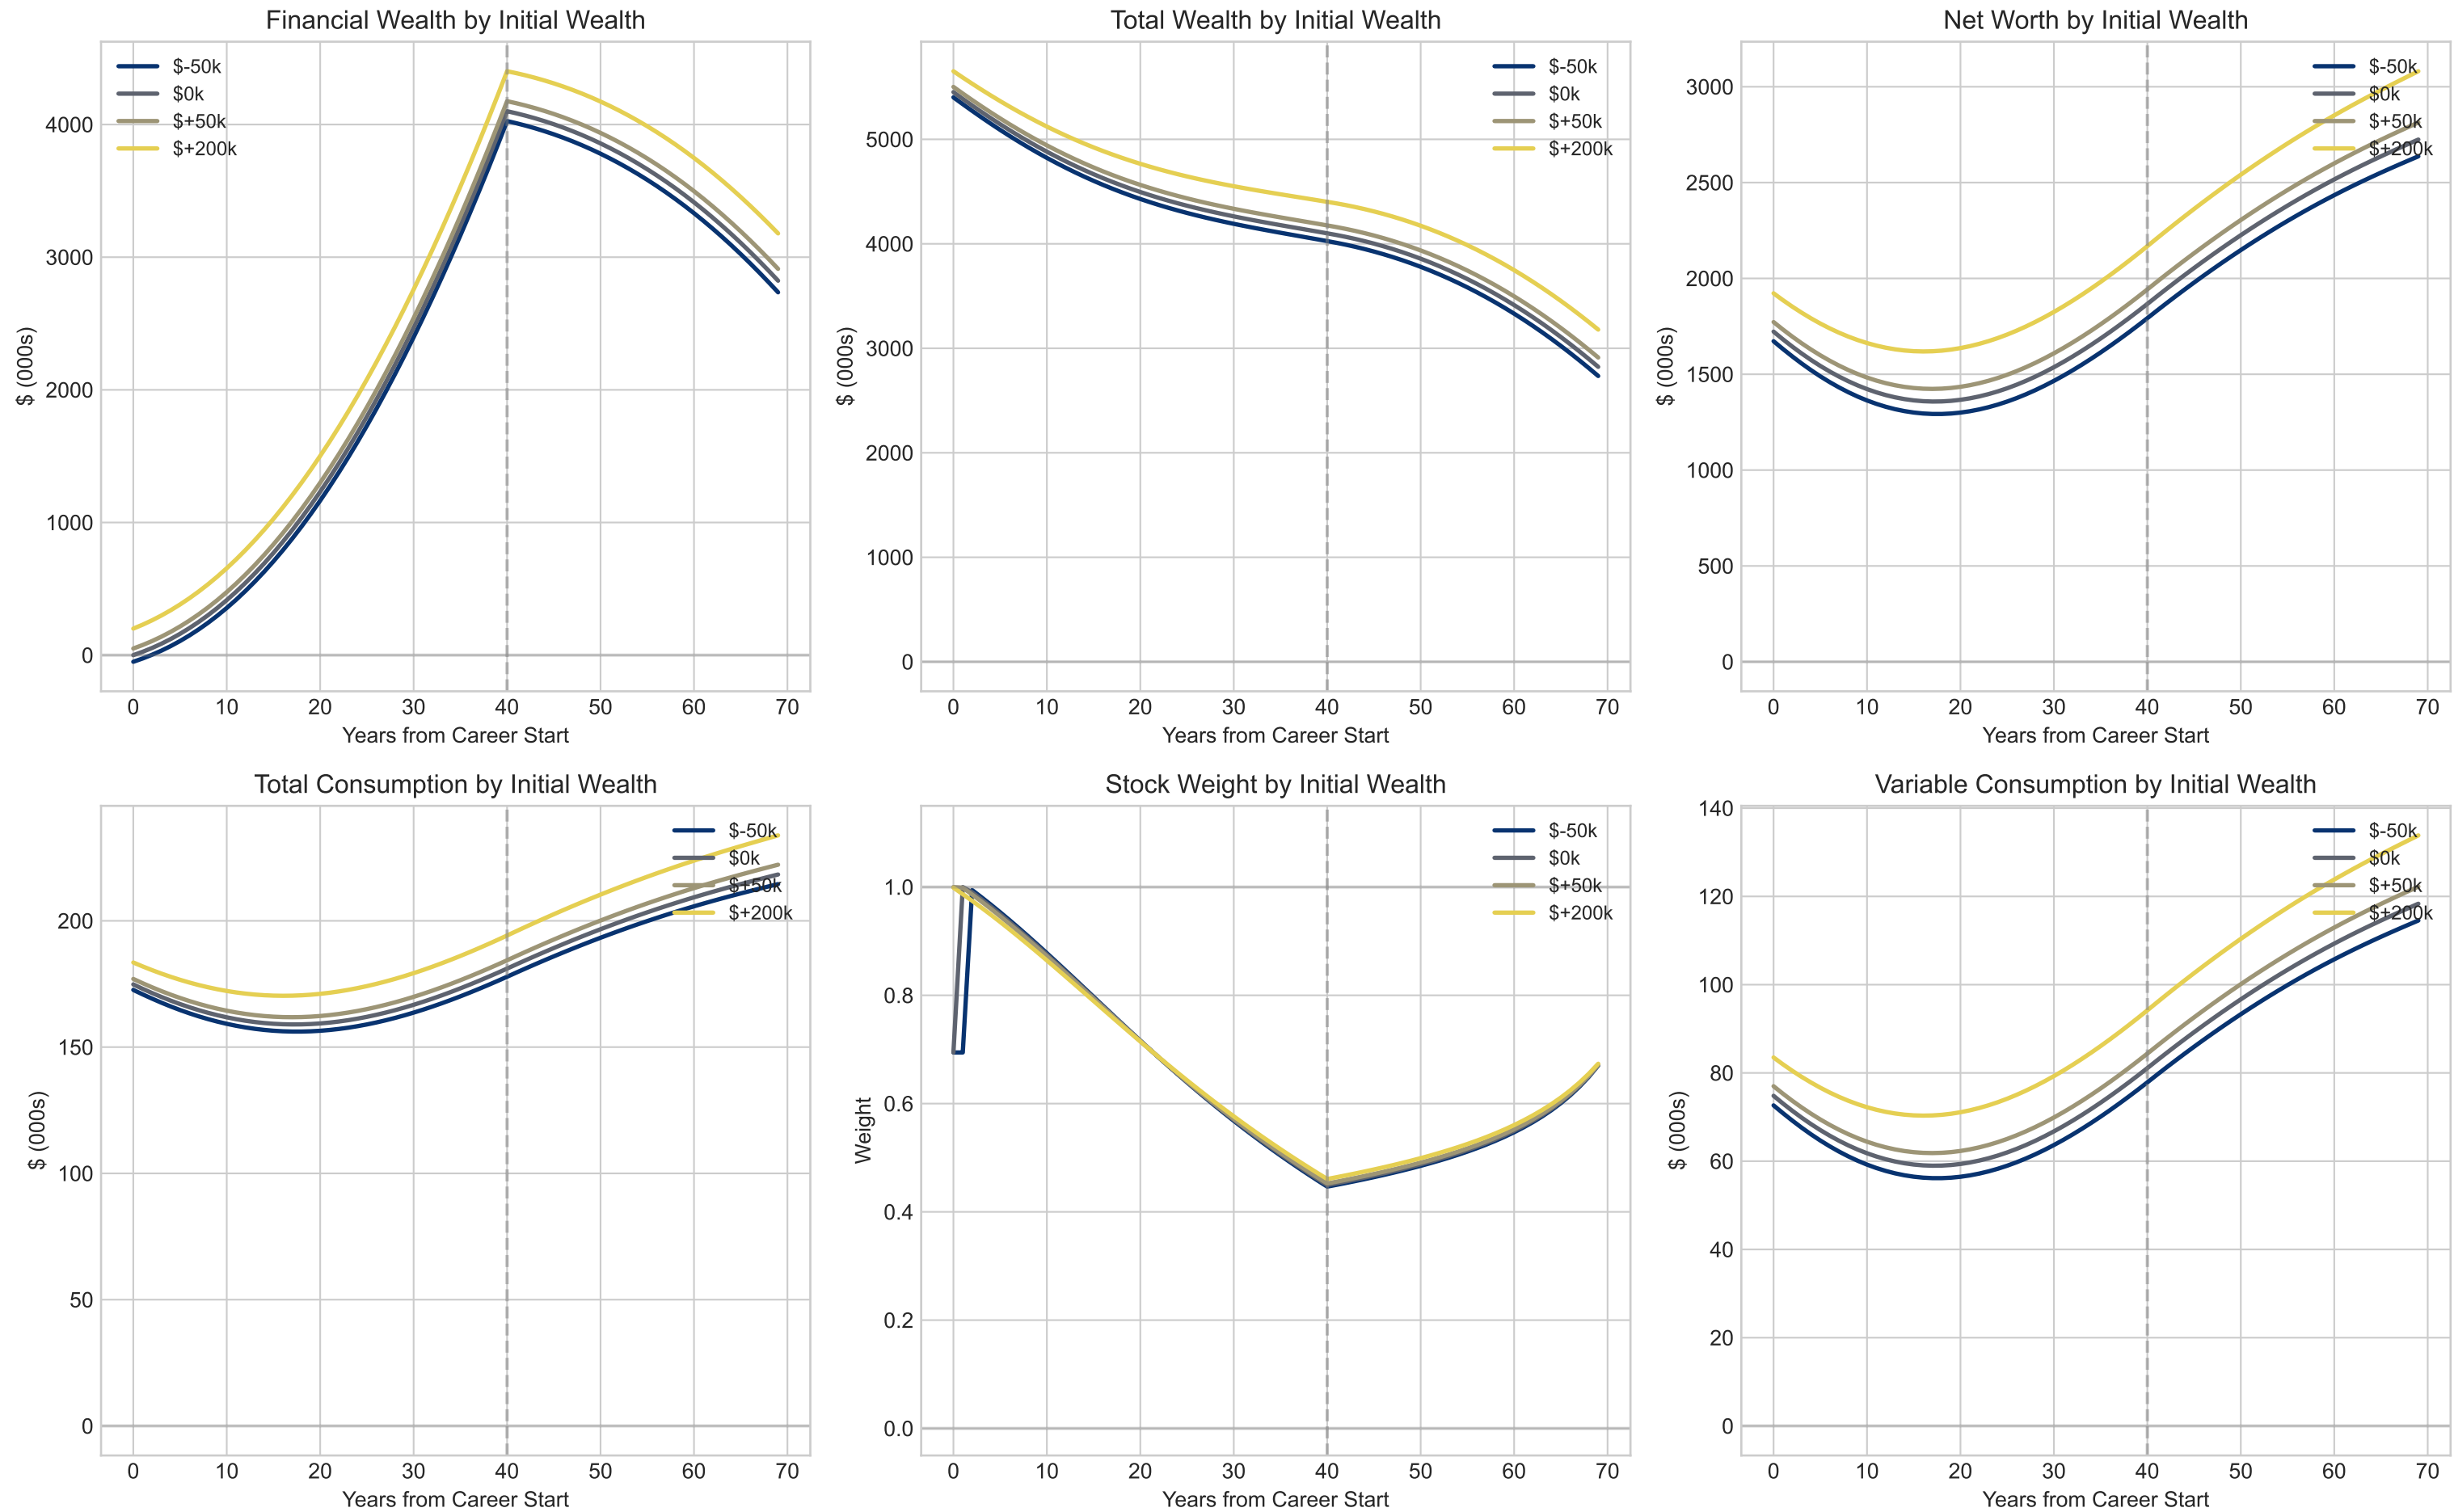 Financial Wealth by Initial Wealth
$-50k
$0k
$+50k
$+200k
4000
3000
2000
1000
0
$ (000s)
0 10 20 30 40 50 60 70
Years from Career Start
Total Wealth by Initial Wealth
$-50k
$0k
$+50k
$+200k
5000
4000
3000
2000
1000
0
$ (000s)
0 10 20 30 40 50 60 70
Years from Career Start
Net Worth by Initial Wealth
$-50k
$0k
$+50k
$+200k
3000
2500
2000
1500
1000
500
0
$ (000s)
0 10 20 30 40 50 60 70
Years from Career Start
Total Consumption by Initial Wealth
$-50k
$0k
$+50k
$+200k
200
150
100
50
0
$ (000s)
0 10 20 30 40 50 60 70
Years from Career Start
Stock Weight by Initial Wealth
$-50k
$0k
$+50k
$+200k
1.0
0.8
0.6
0.4
0.2
0.0
Weight
0 10 20 30 40 50 60 70
Years from Career Start
Variable Consumption by Initial Wealth
$-50k
$0k
$+50k
$+200k
140
120
100
80
60
40
20
0
$ (000s)
0 10 20 30 40 50 60 70
Years from Career Start